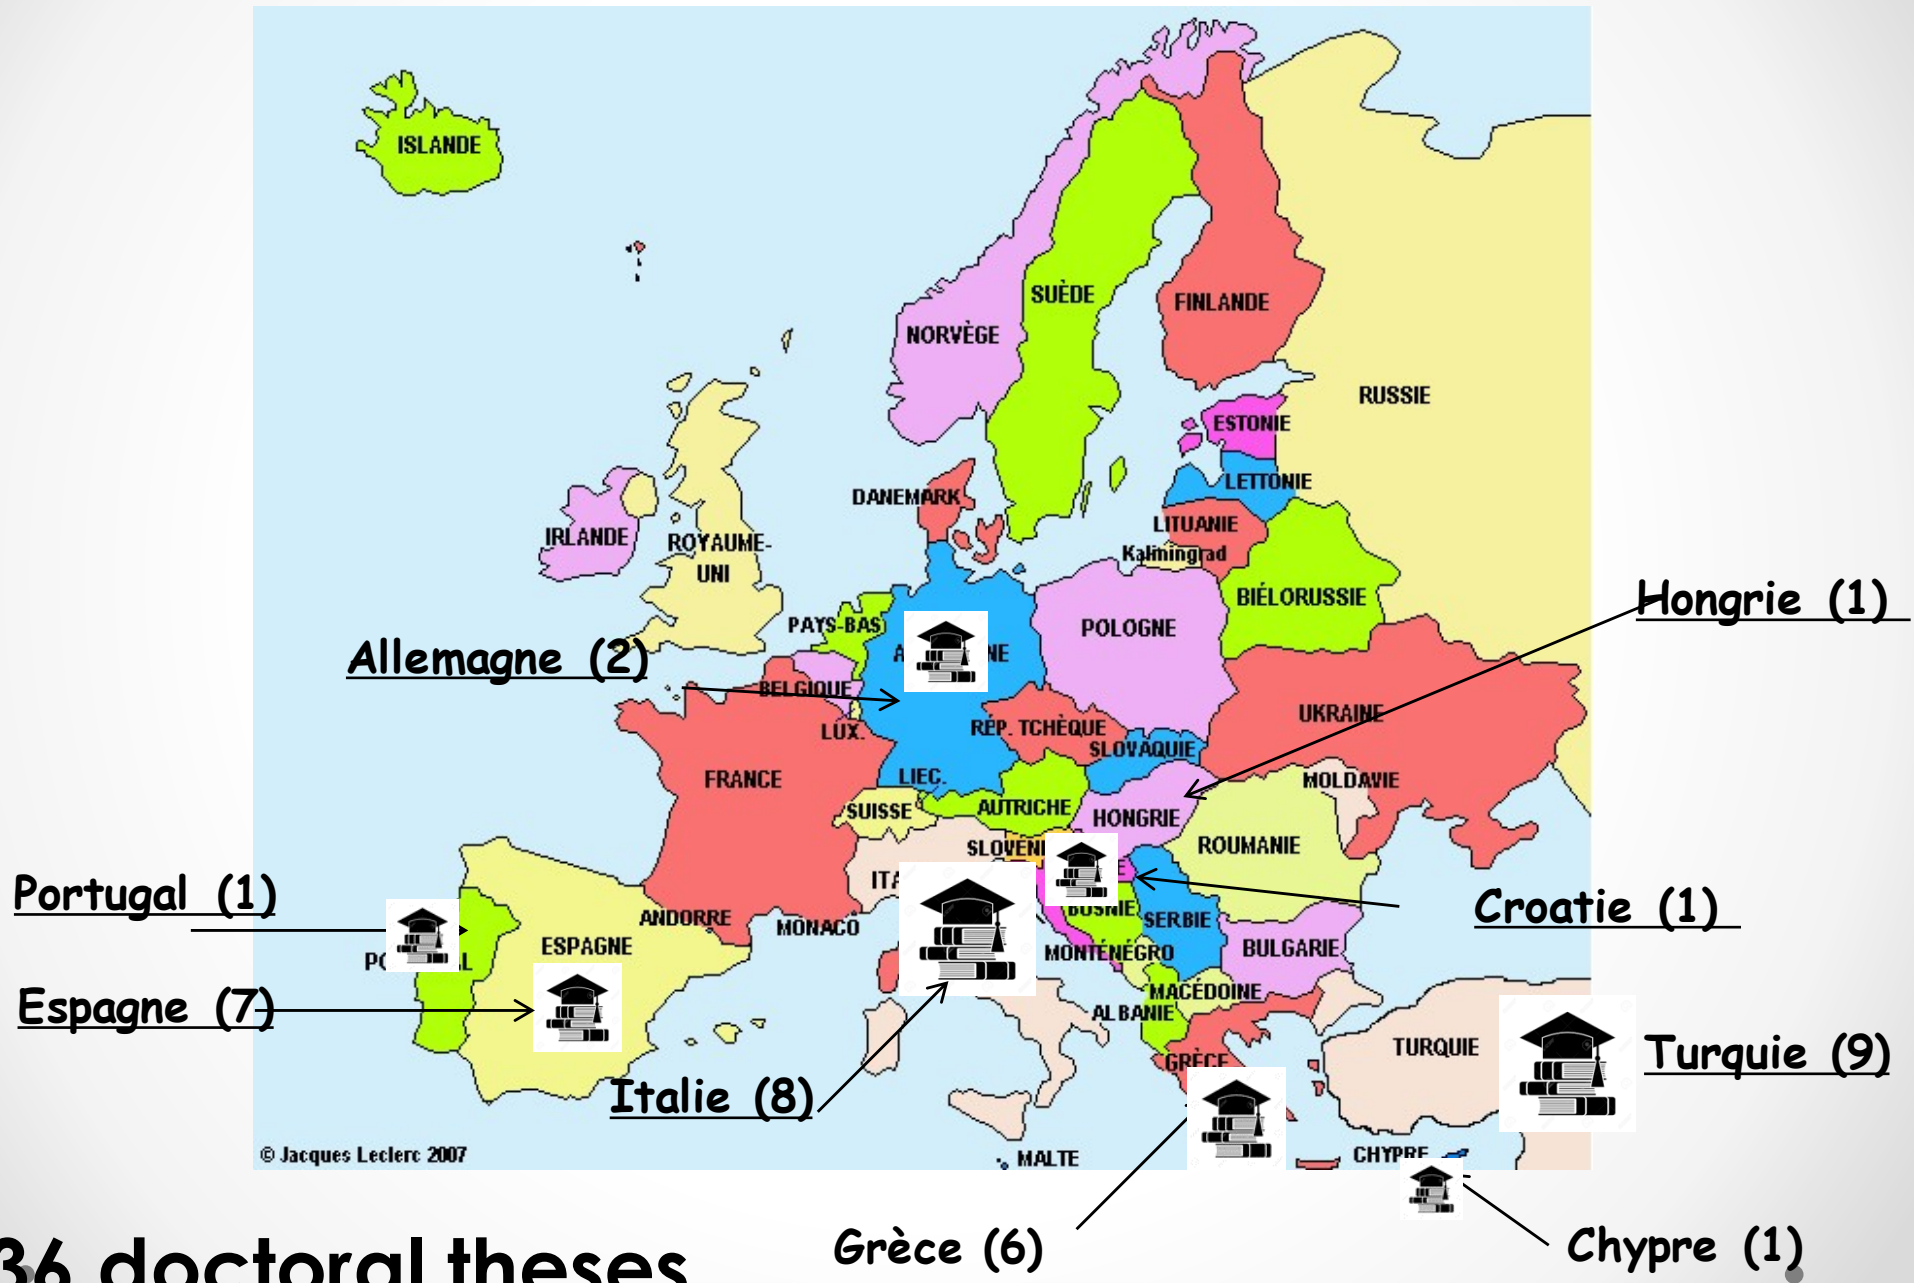 ISLANDE
SUÈDE
FINLANDE
NORVÈGE
RUSSIE
ESTONIE
LETTONIE
DANEMARK
LITUANIE
IRLANDE
ROYAUME-
UNI
Kaliningrad
BIÉLORUSSIE
Hongrie (1)
PAYS-BAS
POLOGNE
Allemagne (2)
BELGIQUE
UKRAINE
LUX.
RÉP. TCHÈQUE
SLOVAQUIE
FRANCE
LIEC.
MOLDAVIE
SUISSE
AUTRICHE
HONGRIE
ROUMANIE
Portugal (1)
ANDORRE
MONACO
BOSNIE
SERBIE
Croatie (1)
ESPAGNE
MONTÉNÉGRO
BULGARIE
Espagne (7)
MACÉDOINE
ALBANIE
TURQUIE
Turquie (9)
GRÈCE
Italie (8)
© Jacques Leclerc 2007
MALTE
CHYPRE
Grèce (6)
Chypre (1)
36 doctoral theses